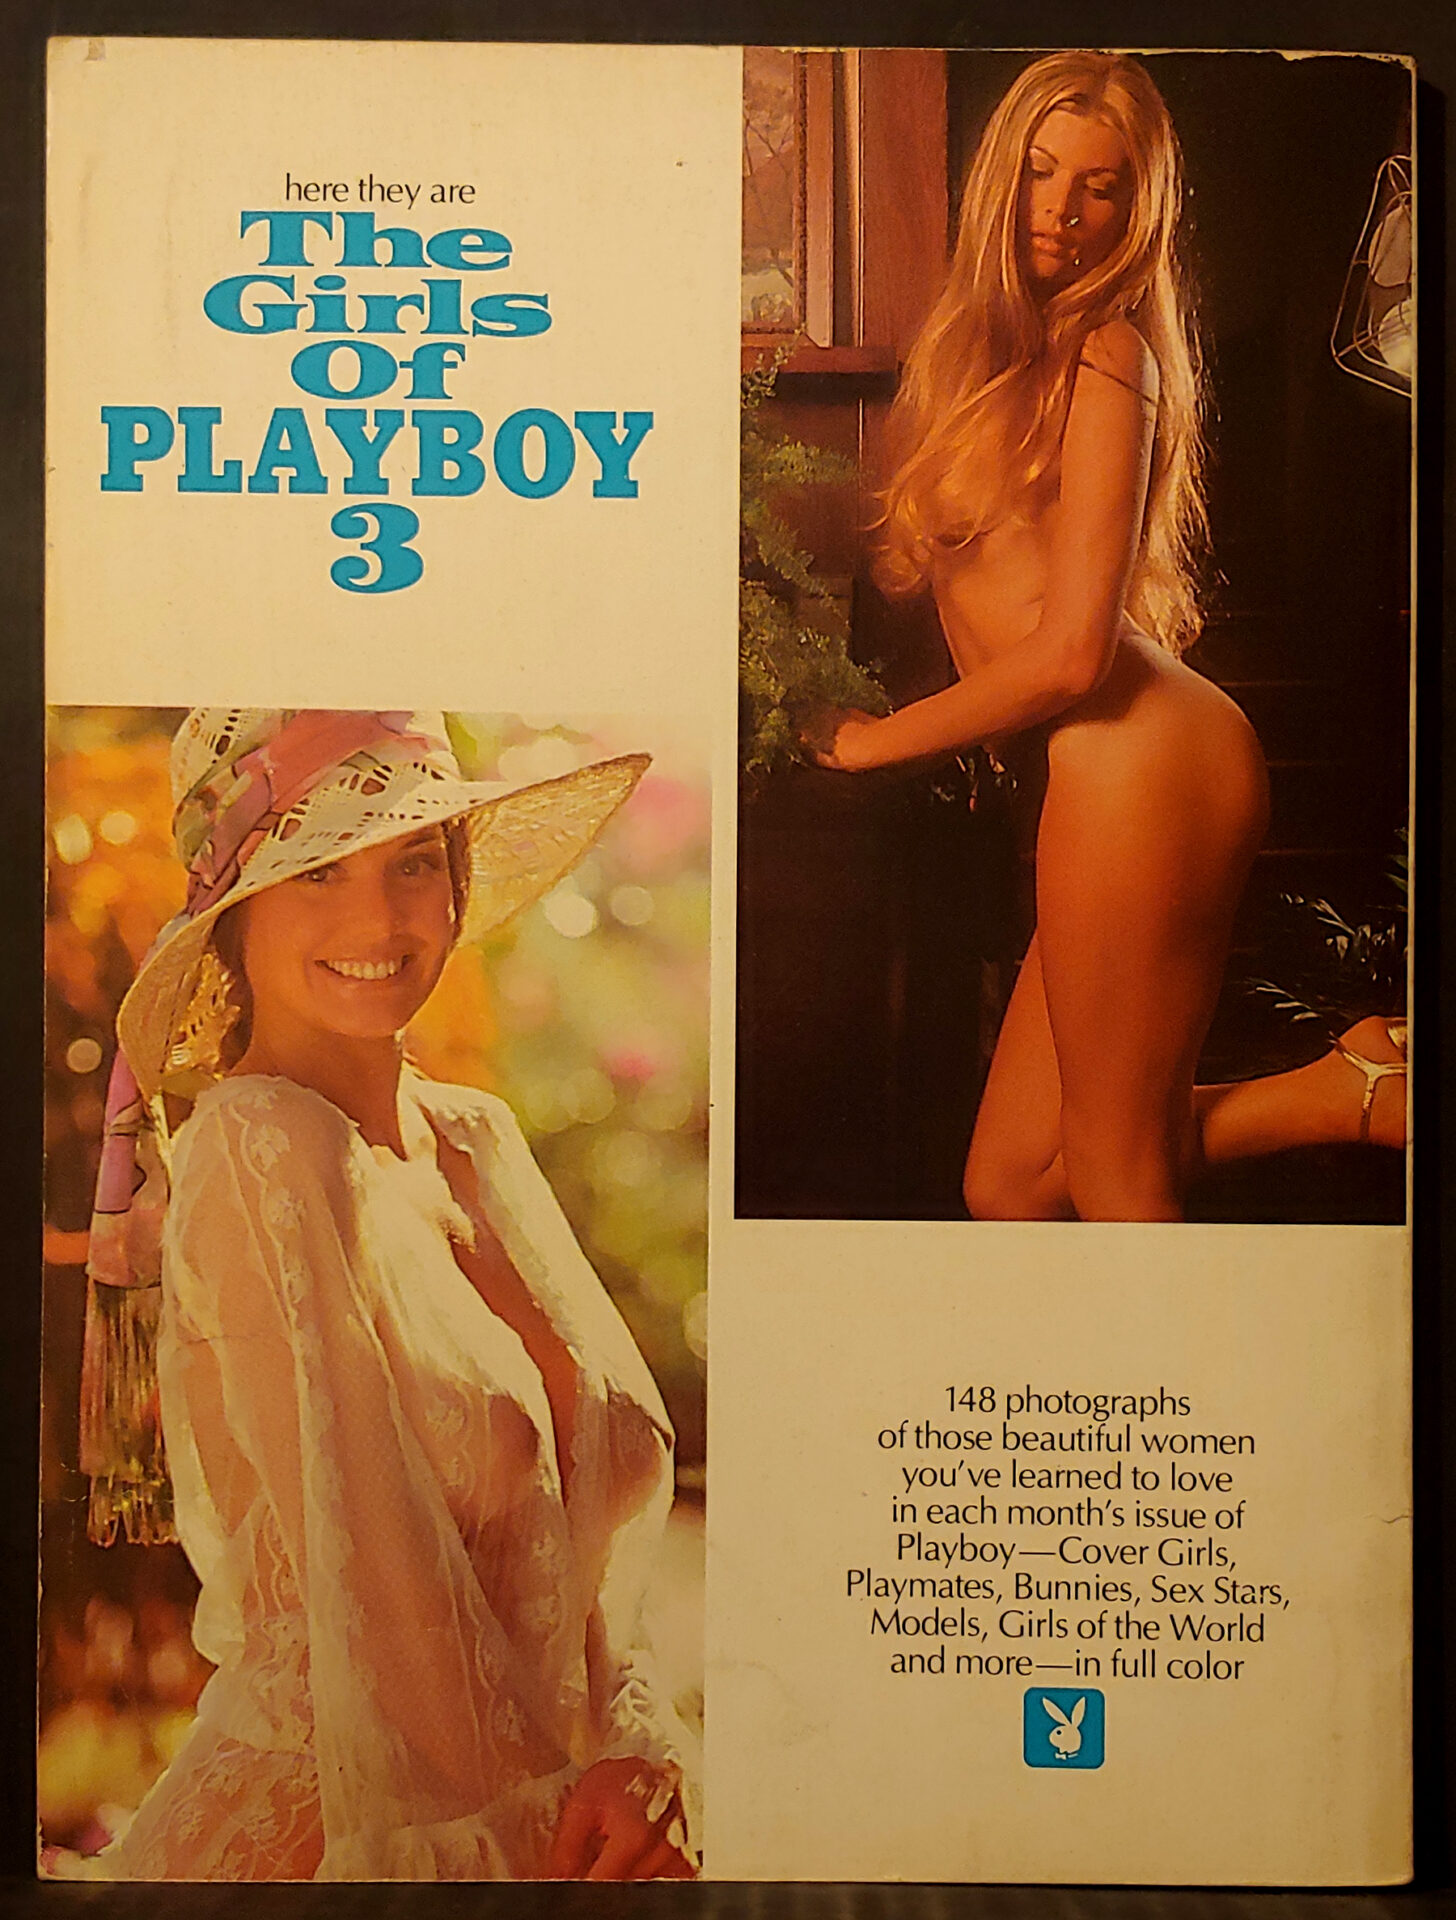 here they are
The
Girls
Of
PLAYBOY
3
148 photographs
of those beautiful women
you've learned to love
in each month's issue of
Playboy—Cover Girls,
Playmates, Bunnies, Sex Stars,
Models, Girls of the World
and more—in full color